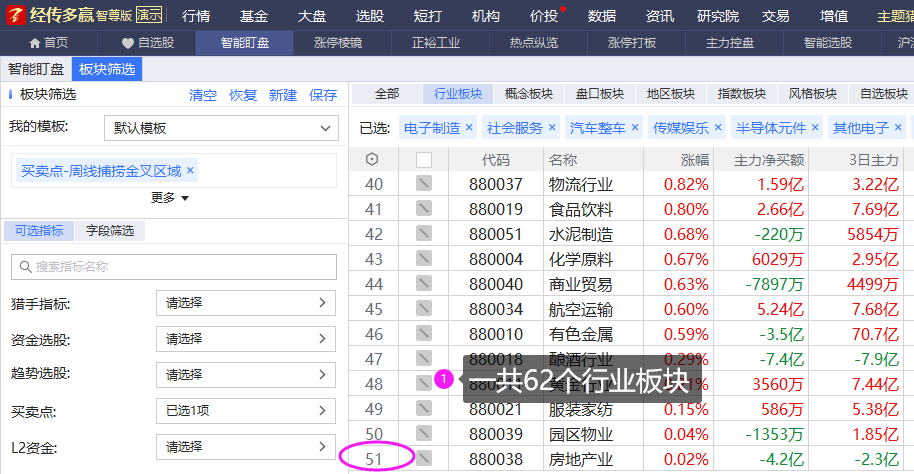 经传多赢 智尊版 演示 行情 基金 大盘 选股 短打 机构 价投 数据 资讯 研究院 交易 增值 主题猎
首页 自选股 智能盯盘 涨停棱镜 正裕工业 热点纵览 涨停打板 主力控盘 智能选股 沪深
智能盯盘 板块筛选
板块筛选 清空 恢复 新建 保存
全部 行业板块 概念板块 盘口板块 地区板块 指数板块 风格板块 自选板块
我的模板: 默认模板
已选: 电子制造 × 社会服务 × 汽车整车 × 传媒娱乐 × 半导体元件 × 其他电子 ×
买卖点-周线捕捞金叉区域 ×
更多
可选指标 字段筛选
搜索指标名称
猎手指标: 请选择
资金选股: 请选择
趋势选股: 请选择
买卖点: 已选1项
L2资金: 请选择
代码 名称 涨幅 主力净买额 3日主力
40 880037 物流行业 0.82% 1.59亿 3.22亿
41 880019 食品饮料 0.80% 2.66亿 7.69亿
42 880051 水泥制造 0.68% -220万 5854万
43 880004 化学原料 0.67% 6029万 2.95亿
44 880040 商业贸易 0.63% -7897万 4499万
45 880034 航空运输 0.60% 5.24亿 7.68亿
46 880010 有色金属 0.59% -3.5亿 70.7亿
47 880018 酿酒行业 0.29% -7.4亿 -7.9亿
48 3560万 7.44亿
1 一共62个行业板块
49 880021 服装家纺 0.15% 586万 5.38亿
50 880039 园区物业 0.04% -1353万 1.85亿
51 880038 房地产业 0.02% -4.2亿 -2.3亿